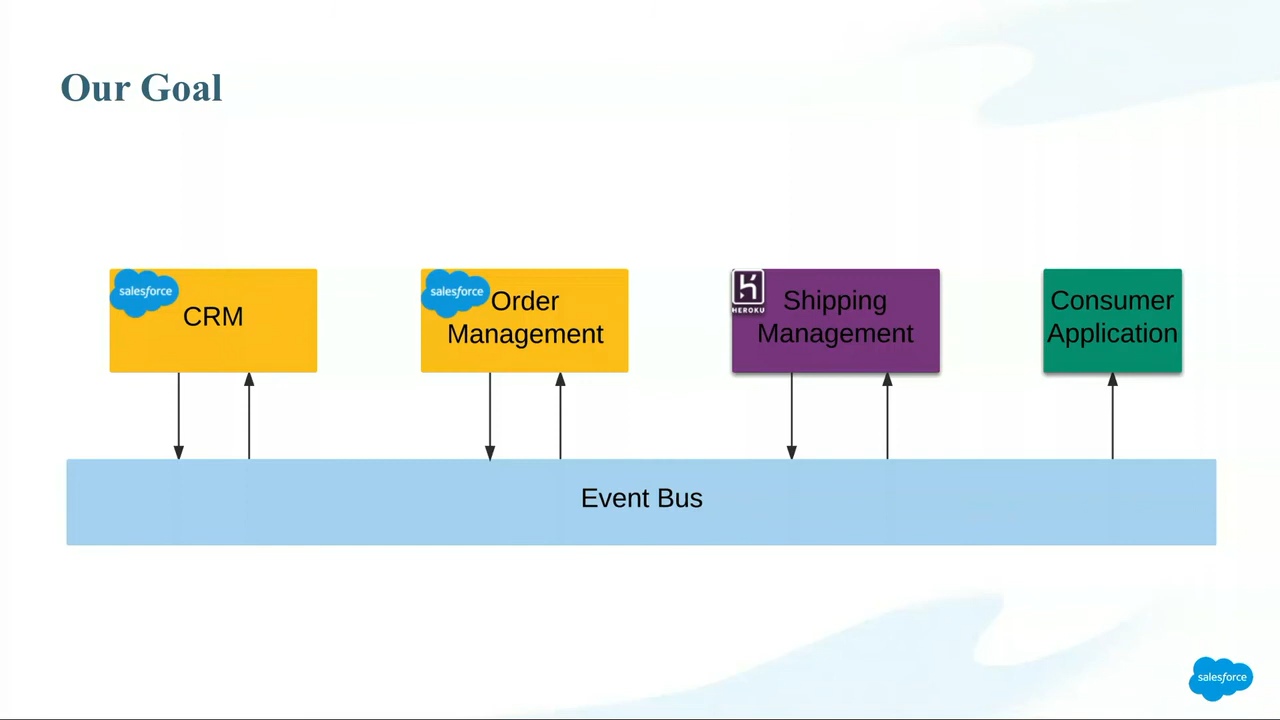 Our Goal
salesforce
CRM
salesforce
Order
Management
HEROKU
Shipping
Management
Consumer
Application
Event Bus
salesforce